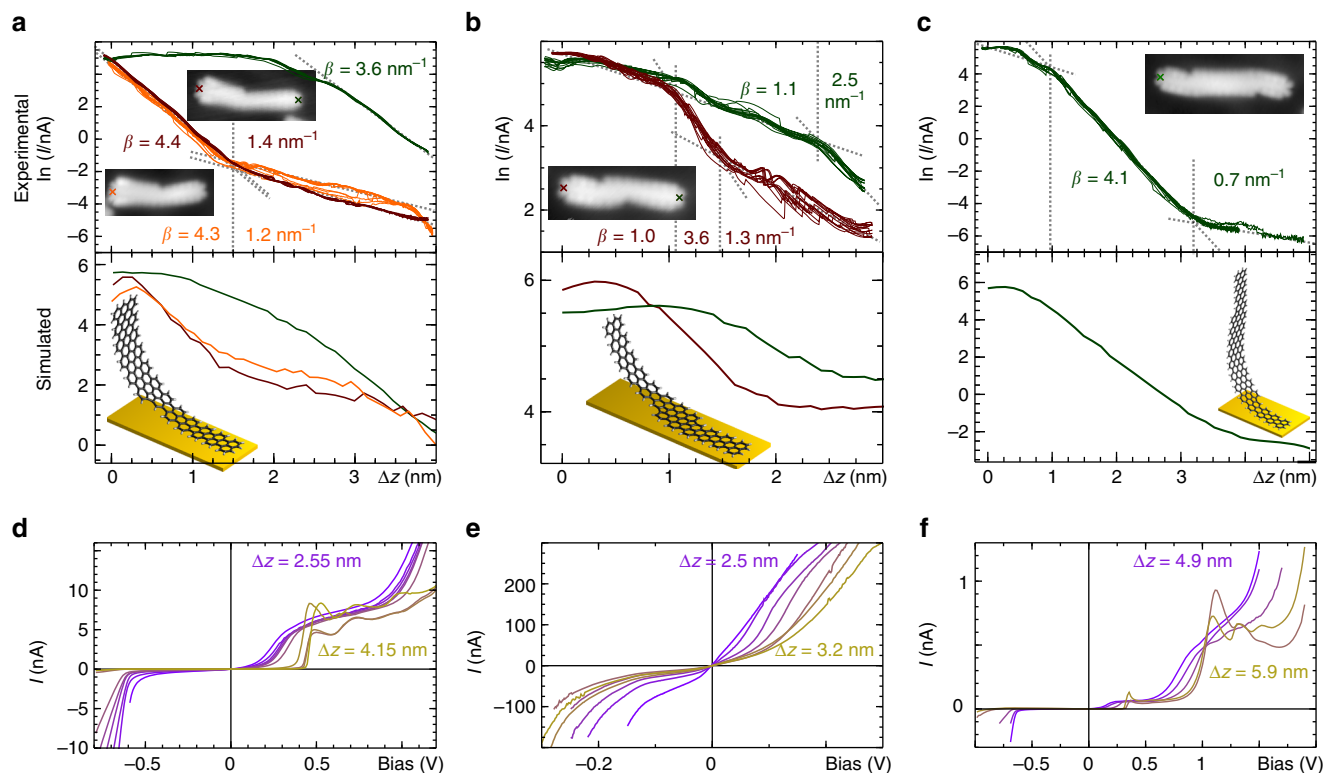 a
b
c
Experimental
ln (I/nA)
4
2
0
−2
−4
−6
β = 3.6 nm⁻¹
β = 4.4
1.4 nm⁻¹
β = 4.3
1.2 nm⁻¹
ln (I/nA)
4
2
β = 1.1
2.5
nm⁻¹
β = 1.0
3.6
1.3 nm⁻¹
ln (I/nA)
4
2
0
−2
−4
−6
β = 4.1
0.7 nm⁻¹
Simulated
6
4
2
0
0
1
2
3
Δz (nm)
6
4
0
1
2
Δz (nm)
6
4
2
0
−2
0
1
2
3
Δz (nm)
d
e
f
I (nA)
10
5
0
−5
−10
Δz = 2.55 nm
Δz = 4.15 nm
−0.5
0
0.5
Bias (V)
I (nA)
200
100
0
−100
Δz = 2.5 nm
Δz = 3.2 nm
−0.2
0
Bias (V)
I (nA)
1
0
Δz = 4.9 nm
Δz = 5.9 nm
−1
0
1
Bias (V)